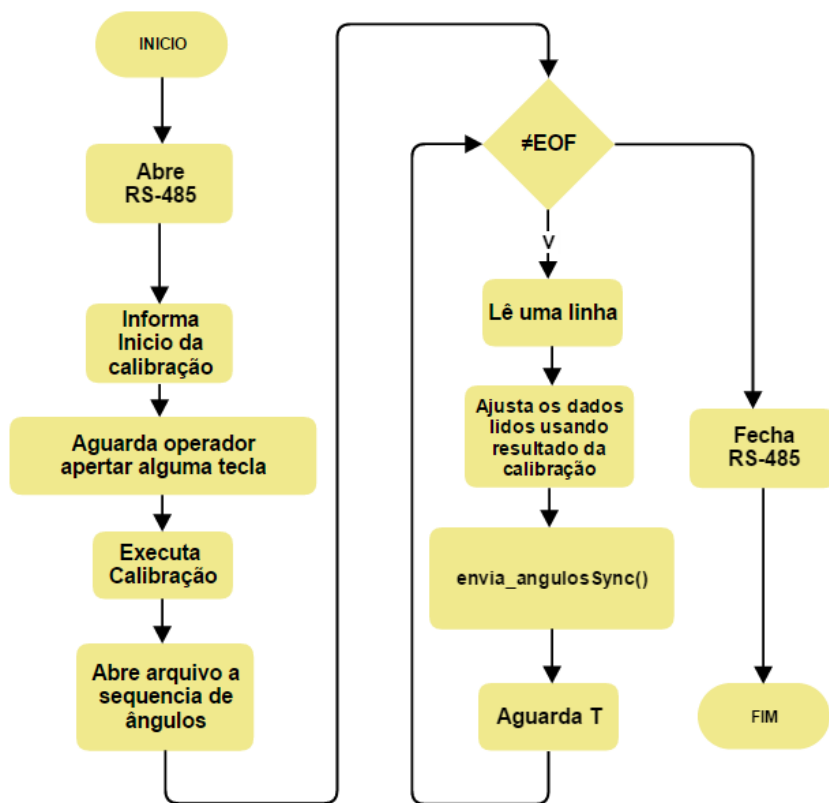 INICIO
Abre
RS-485
Informa
Inicio da
calibração
Aguarda operador
apertar alguma tecla
Executa
Calibração
Abre arquivo a
sequencia de
ângulos
≠EOF
V
Lê uma linha
Ajusta os dados
lidos usando
resultado da
calibração
envia_angulosSync()
Aguarda T
Fecha
RS-485
FIM